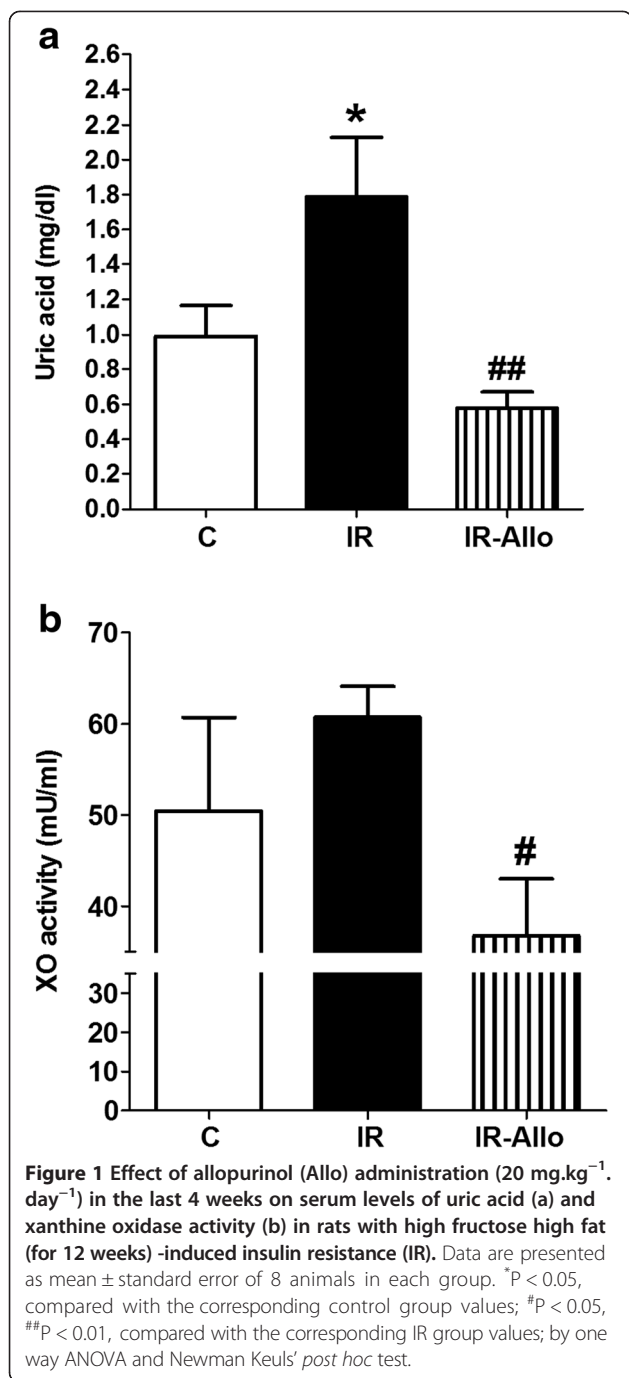 a
2.6
2.4
2.2
2.0
1.8
1.6
1.4
1.2
1.0
0.8
0.6
0.4
0.2
0.0
Uric acid (mg/dl)
*
##
C IR IR-Allo
b
70
60
50
40
30
20
10
0
XO activity (mU/ml)
#
C IR IR-Allo
Figure 1 Effect of allopurinol (Allo) administration (20 mg.kg⁻¹.
day⁻¹) in the last 4 weeks on serum levels of uric acid (a) and
xanthine oxidase activity (b) in rats with high fructose high fat
(for 12 weeks) -induced insulin resistance (IR). Data are presented
as mean ± standard error of 8 animals in each group. *P < 0.05,
compared with the corresponding control group values; #P < 0.05,
##P < 0.01, compared with the corresponding IR group values; by one
way ANOVA and Newman Keuls' post hoc test.